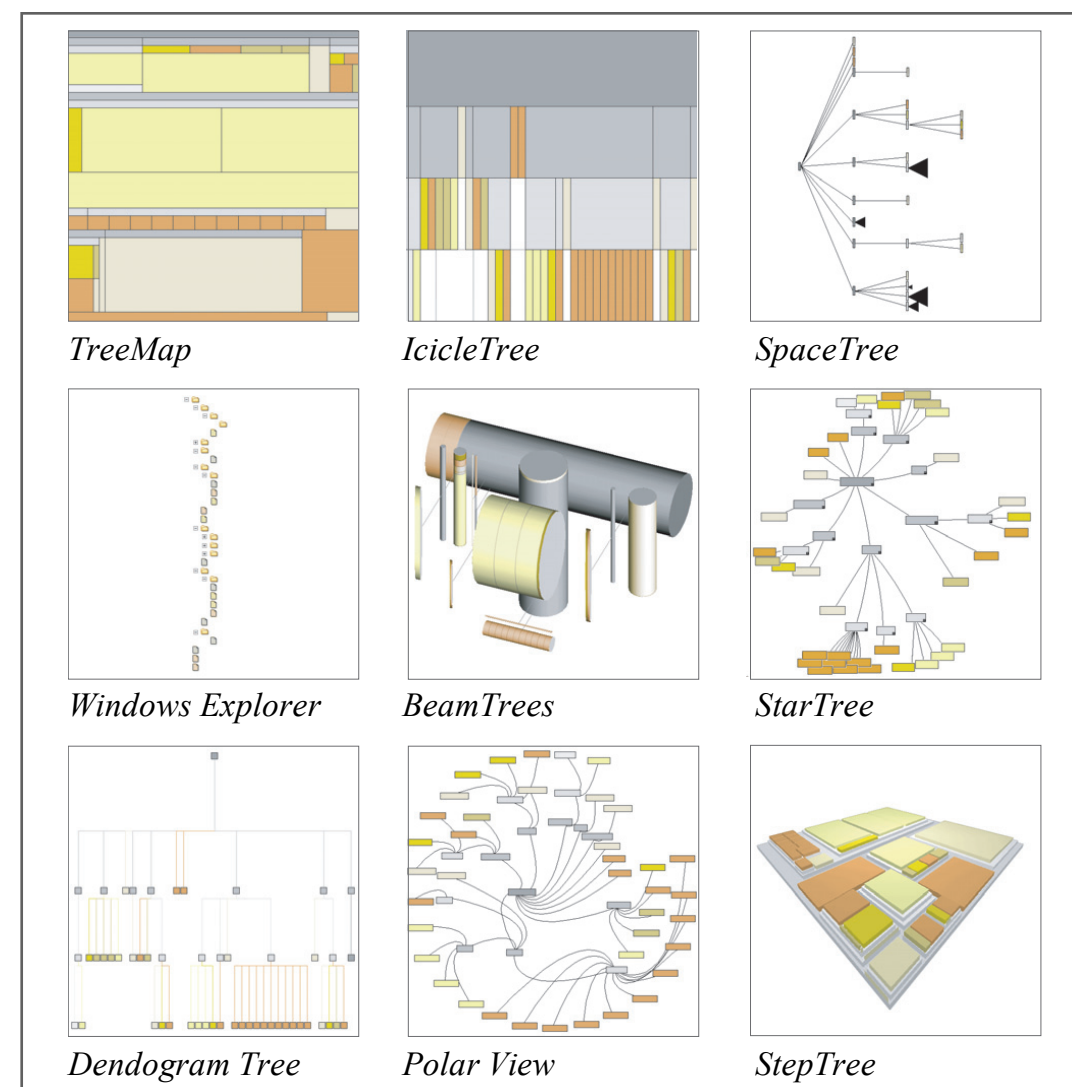 TreeMap
IcicleTree
SpaceTree
Windows Explorer
BeamTrees
StarTree
Dendogram Tree
Polar View
StepTree